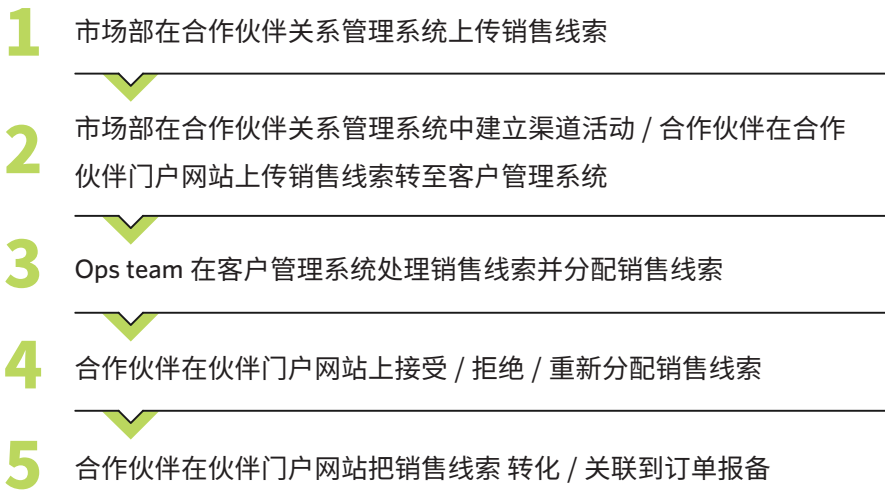 1
市场部在合作伙伴关系管理系统上传销售线索
2
市场部在合作伙伴关系管理系统中建立渠道活动 / 合作伙伴在合作
伙伴门户网站上传销售线索转至客户管理系统
3
Ops team 在客户管理系统处理销售线索并分配销售线索
4
合作伙伴在伙伴门户网站上接受 / 拒绝 / 重新分配销售线索
5
合作伙伴在伙伴门户网站把销售线索 转化 / 关联到订单报备